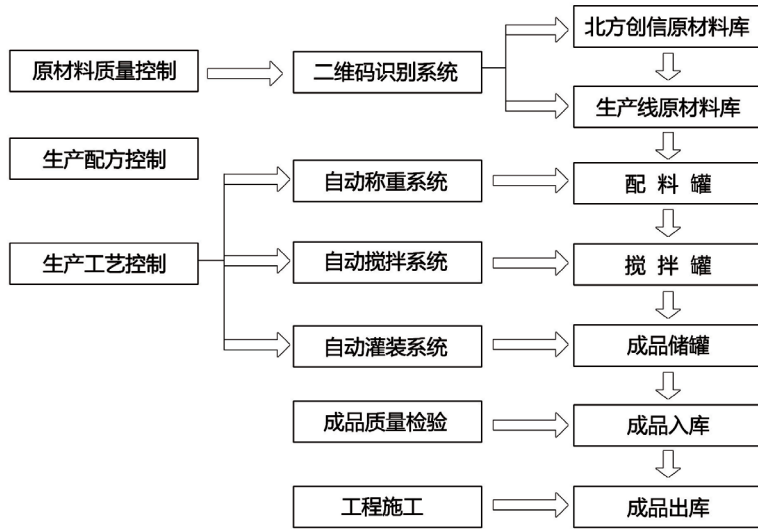 北方创信原材料库
原材料质量控制
二维码识别系统
生产线原材料库
生产配方控制
自动称重系统
配料罐
生产工艺控制
自动搅拌系统
搅拌罐
自动灌装系统
成品储罐
成品质量检验
成品入库
工程施工
成品出库